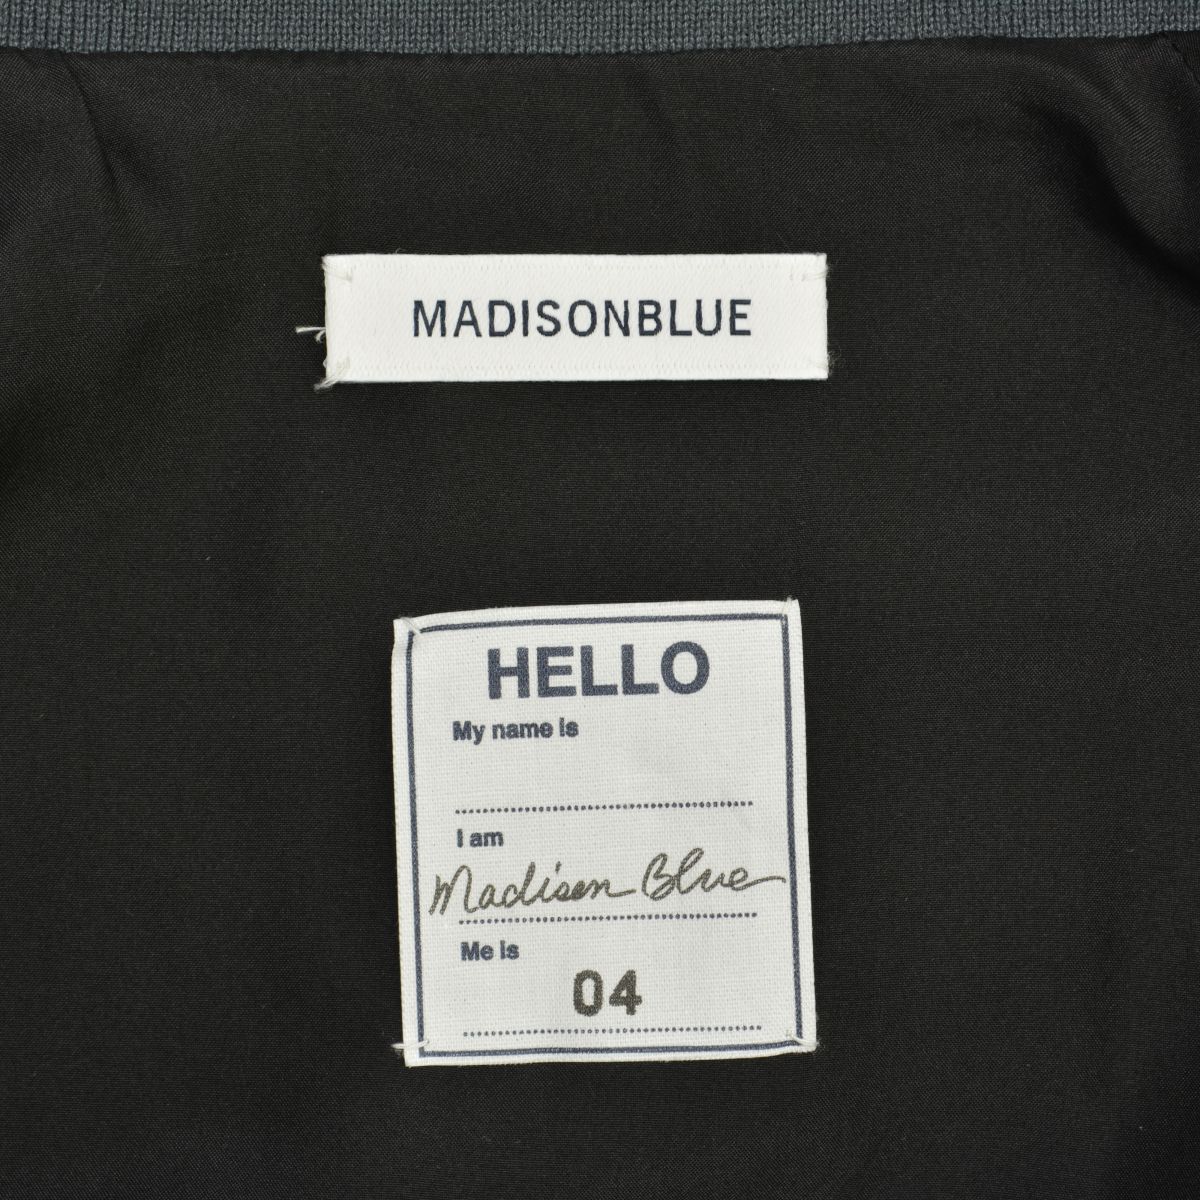 MADISONBLUE
HELLO
My name is
I am
Madison Blue
Me is
04